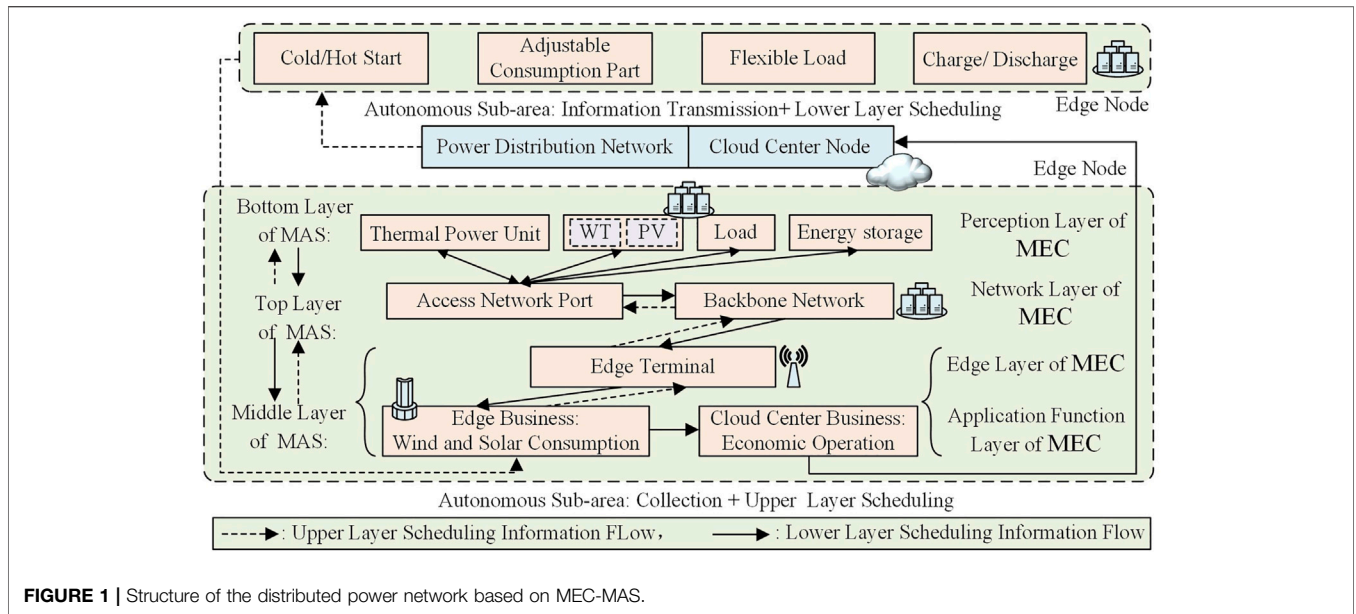 Cold/Hot Start
Adjustable
Consumption Part
Flexible Load
Charge/ Discharge
Edge Node
Autonomous Sub-area: Information Transmission+ Lower Layer Scheduling
Power Distribution Network
Cloud Center Node
Edge Node
Bottom Layer
of MAS:
Thermal Power Unit
WT
PV
Load
Energy storage
Perception Layer of
MEC
Top Layer
of MAS:
Access Network Port
Backbone Network
Network Layer of
MEC
Edge Terminal
Edge Layer of MEC
Middle Layer
of MAS:
Edge Business:
Wind and Solar Consumption
Cloud Center Business:
Economic Operation
Application Function
Layer of MEC
Autonomous Sub-area: Collection + Upper Layer Scheduling
: Upper Layer Scheduling Information FLow,
: Lower Layer Scheduling Information Flow
FIGURE 1 | Structure of the distributed power network based on MEC-MAS.